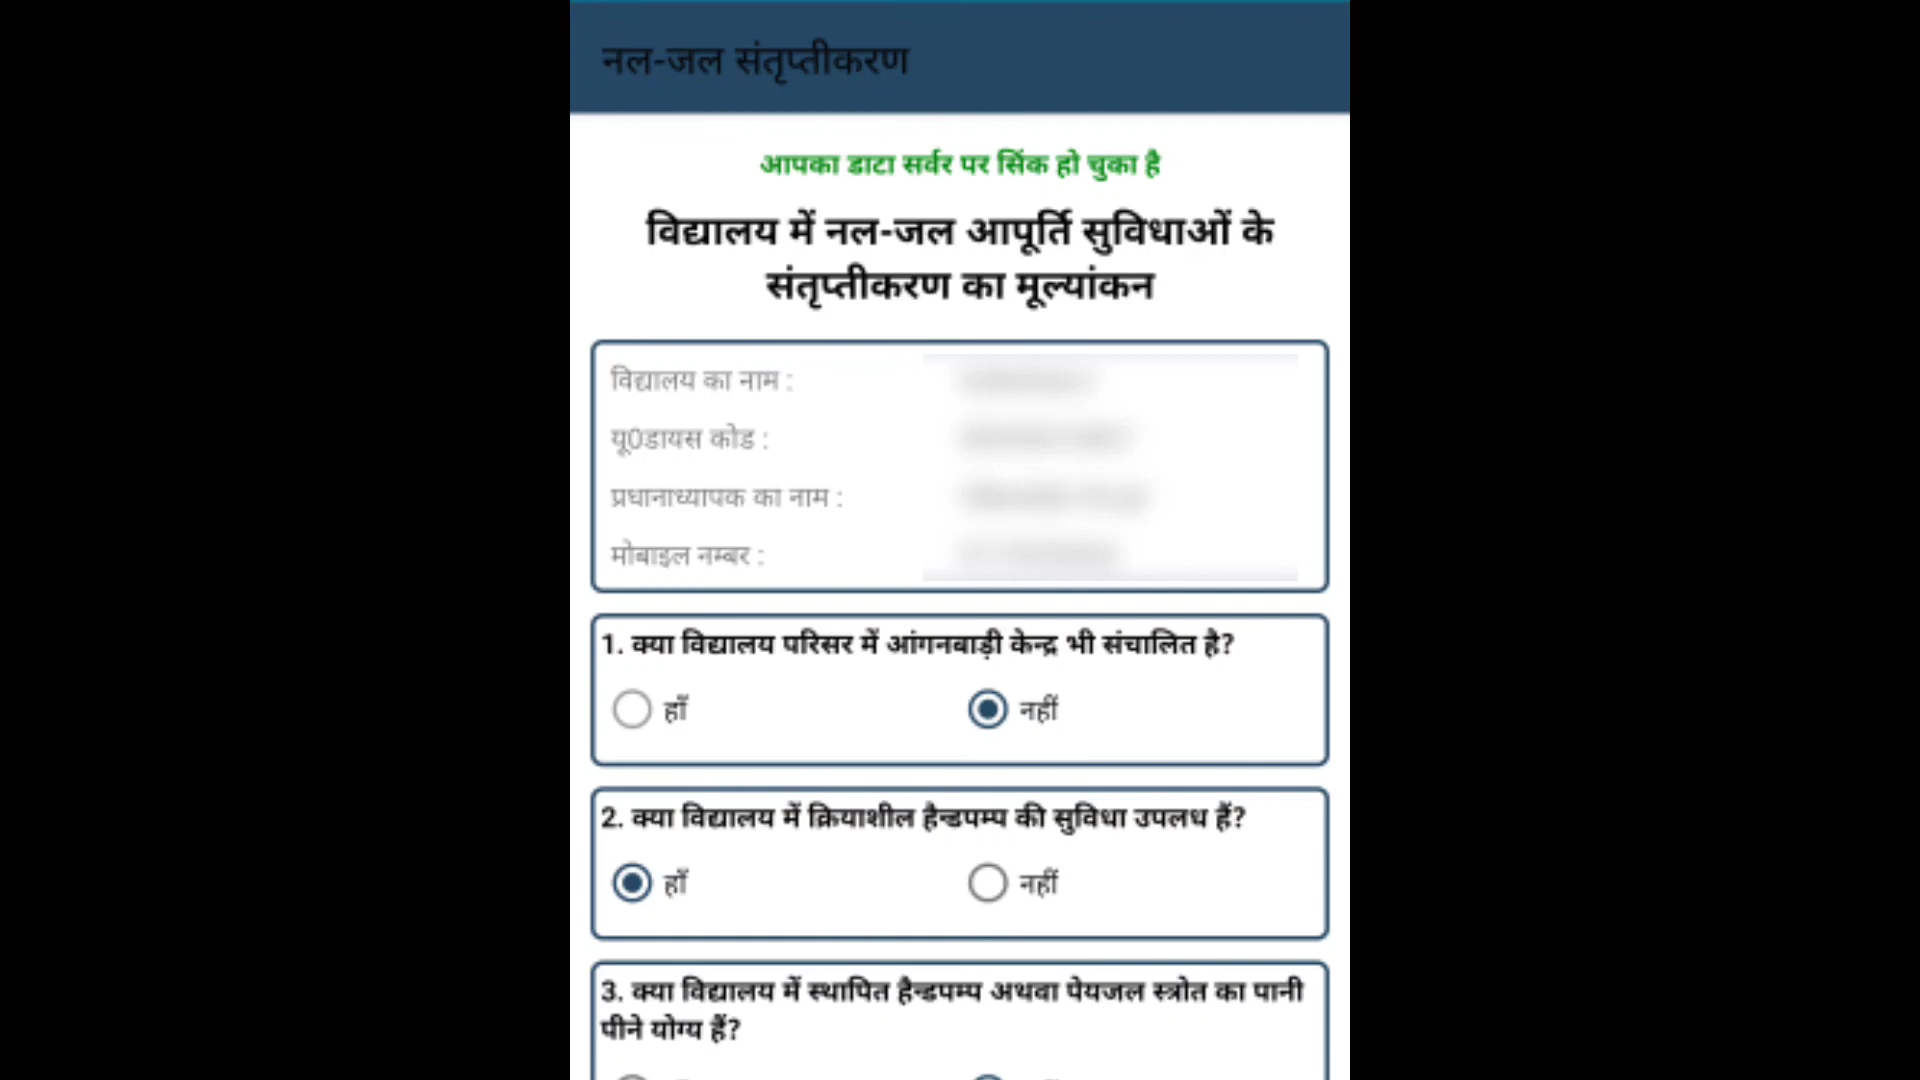 नल-जल संतृप्तीकरण
आपका डाटा सर्वर पर सिंक हो चुका है
विद्यालय में नल-जल आपूर्ति सुविधाओं के
संतृप्तीकरण का मूल्यांकन
विद्यालय का नाम :
यू0डायस कोड :
प्रधानाध्यापक का नाम :
मोबाइल नम्बर :
1. क्या विद्यालय परिसर में आंगनबाड़ी केन्द्र भी संचालित है?
हाँ नहीं
2. क्या विद्यालय में क्रियाशील हैन्डपम्प की सुविधा उपलध हैं?
हाँ नहीं
3. क्या विद्यालय में स्थापित हैन्डपम्प अथवा पेयजल स्त्रोत का पानी
पीने योग्य हैं?